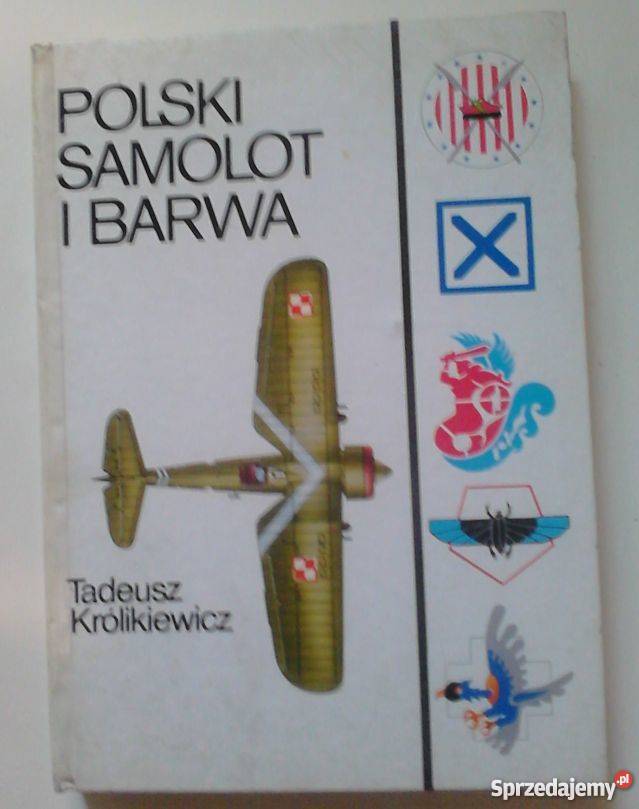 POLSKI
SAMOLOT
I BARWA
Tadeusz
Królikiewicz
Sprzedajemy.pl